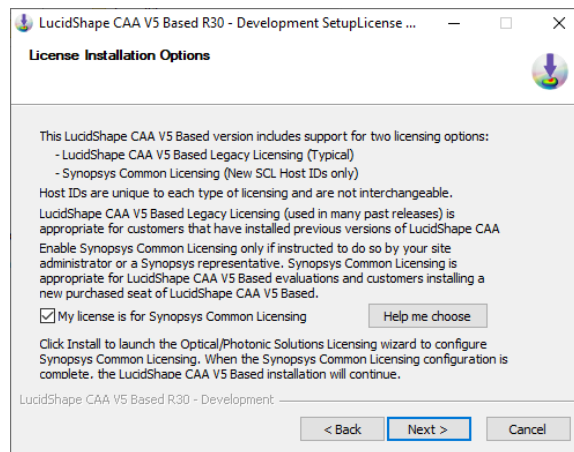 LucidShape CAA V5 Based R30 - Development SetupLicense ...
License Installation Options
This LucidShape CAA V5 Based version includes support for two licensing options:
- LucidShape CAA V5 Based Legacy Licensing (Typical)
- Synopsys Common Licensing (New SCL Host IDs only)
Host IDs are unique to each type of licensing and are not interchangeable.
LucidShape CAA V5 Based Legacy Licensing (used in many past releases) is
appropriate for customers that have installed previous versions of LucidShape CAA
Enable Synopsys Common Licensing only if instructed to do so by your site
administrator or a Synopsys representative. Synopsys Common Licensing is
appropriate for LucidShape CAA V5 Based evaluations and customers installing a
new purchased seat of LucidShape CAA V5 Based.
My license is for Synopsys Common Licensing
Help me choose
Click Install to launch the Optical/Photonic Solutions Licensing wizard to configure
Synopsys Common Licensing. When the Synopsys Common Licensing configuration is
complete, the LucidShape CAA V5 Based installation will continue.
LucidShape CAA V5 Based R30 - Development
< Back
Next >
Cancel